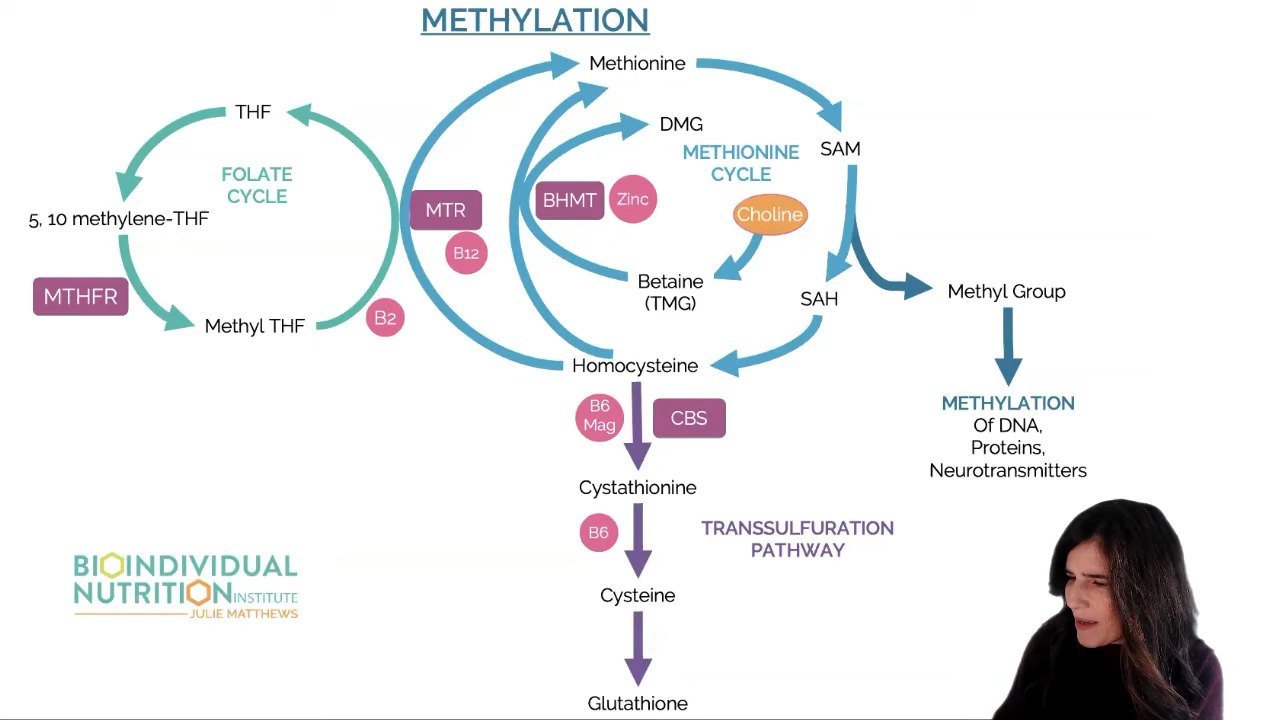 METHYLATION
Methionine
THF
DMG
FOLATE
CYCLE
METHIONINE
CYCLE
SAM
5, 10 methylene-THF
MTR
BHMT
Zinc
Choline
B12
MTHFR
Methyl THF
B2
Betaine
(TMG)
SAH
Methyl Group
Homocysteine
B6
Mag
CBS
METHYLATION
Of DNA,
Proteins,
Neurotransmitters
Cystathionine
B6
TRANSSULFURATION
PATHWAY
Cysteine
Glutathione
BIOINDIVIDUAL
NUTRITION INSTITUTE
JULIE MATTHEWS